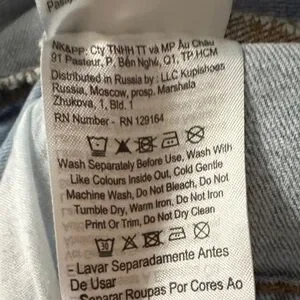 NK&PP: Cty TNHH TT và MP Âu Châu
91 Pasteur, P. Bến Nghé, Q1, TP HCM
Distributed in Russia by : LLC Kupishoes
Russia, Moscow, prosp. Marshala
Zhukova, 1, Bld. 1
RN Number - RN 129164
Wash Separately Before Use, Wash With
Like Colours Inside Out, Cold Gentle
Machine Wash, Do Not Bleach, Do Not
Tumble Dry, Warm Iron, Do Not Iron
Print Or Trim, Do Not Dry Clean
30
- Lavar Separadamente Antes
De Usar
- Separar Roupas Por Cores Ao